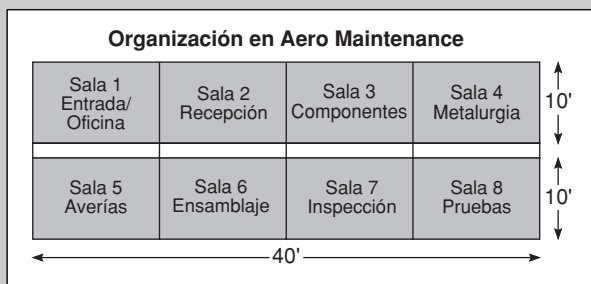 Organización en Aero Maintenance
Sala 1
Entrada/
Oficina
Sala 2
Recepción
Sala 3
Componentes
Sala 4
Metalurgia
10'
Sala 5
Averías
Sala 6
Ensamblaje
Sala 7
Inspección
Sala 8
Pruebas
10'
40'